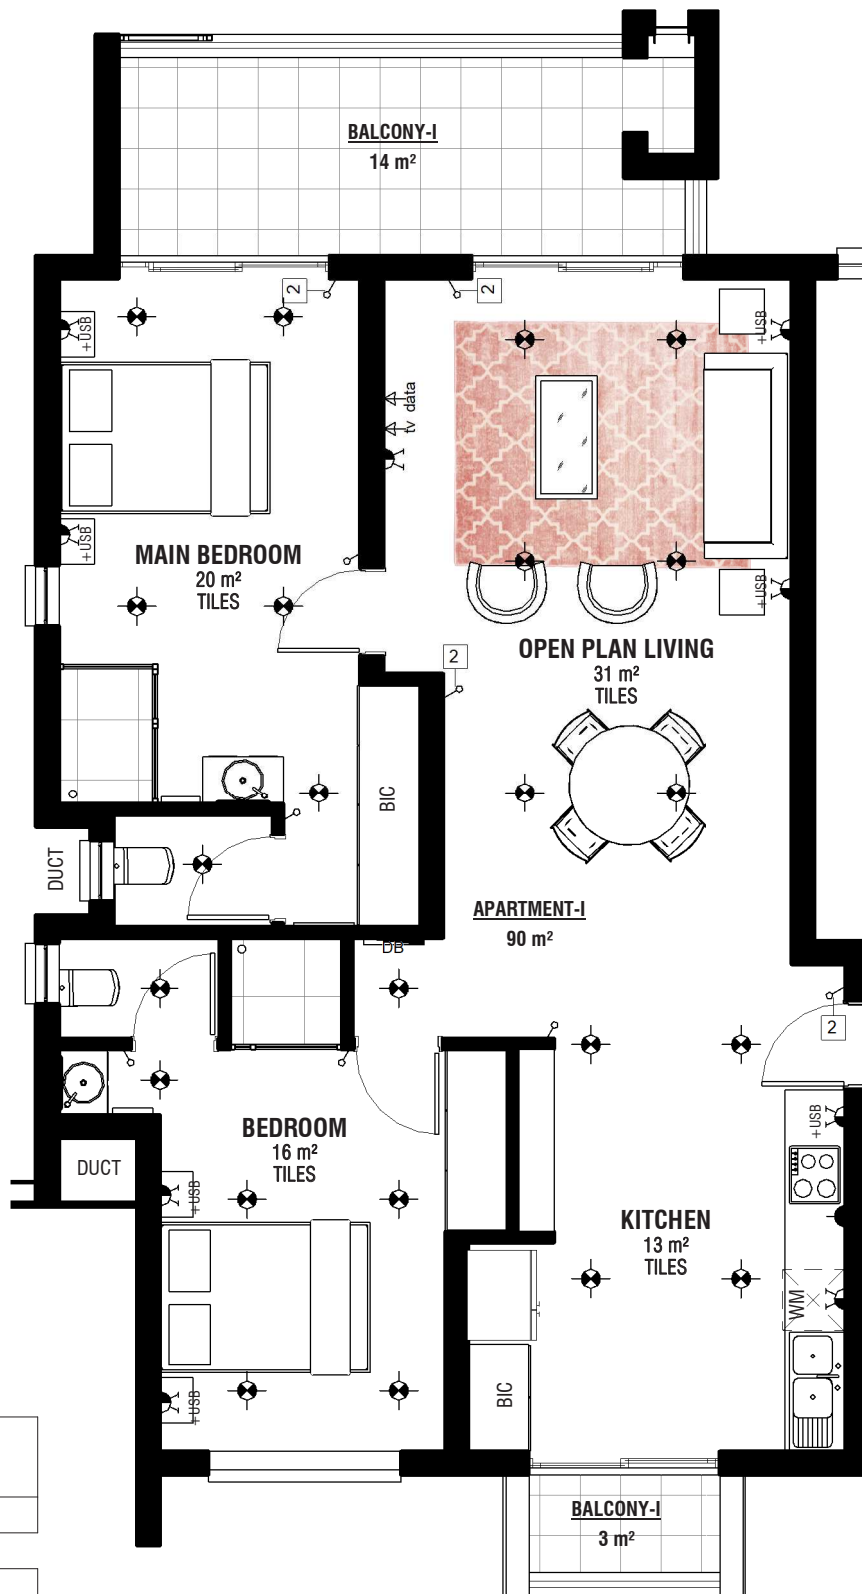 BALCONY-I
14 m²
2
2
+USB
+USB
tv data
+USB
MAIN BEDROOM
20 m²
TILES
+USB
OPEN PLAN LIVING
31 m²
TILES
2
BIC
DUCT
APARTMENT-I
90 m²
DB
2
+USB
BEDROOM
16 m²
TILES
DUCT
+USB
KITCHEN
13 m²
TILES
WM
BIC
+USB
BALCONY-I
3 m²